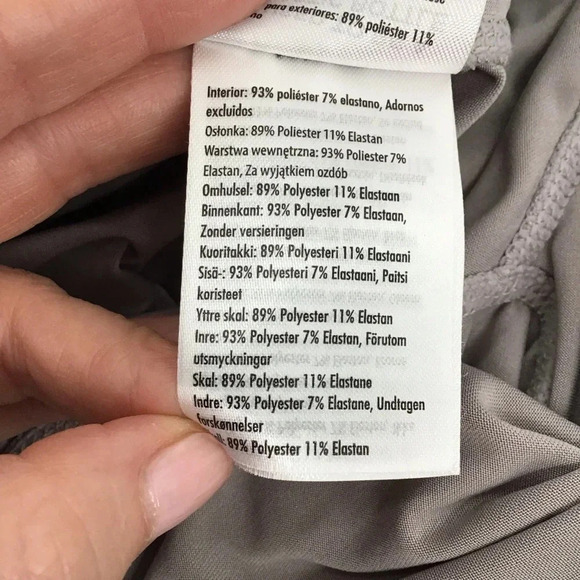 para exteriores: 89% poliéster 11%
Interior: 93% poliéster 7% elastano, Adornos
excluidos
Osłonka: 89% Poliester 11% Elastan
Warstwa wewnętrzna: 93% Poliester 7%
Elastan, Za wyjątkiem ozdób
Omhulsel: 89% Polyester 11% Elastaan
Binnenkant: 93% Polyester 7% Elastaan,
Zonder versieringen
Kuoritakki: 89% Polyesteri 11% Elastaani
Sisä-: 93% Polyesteri 7% Elastaani, Paitsi
koristeet
Yttre skal: 89% Polyester 11% Elastan
Inre: 93% Polyester 7% Elastan, Förutom
utsmyckningar
Skal: 89% Polyester 11% Elastane
Indre: 93% Polyester 7% Elastane, Undtagen
forskønnelser
89% Polyester 11% Elastan